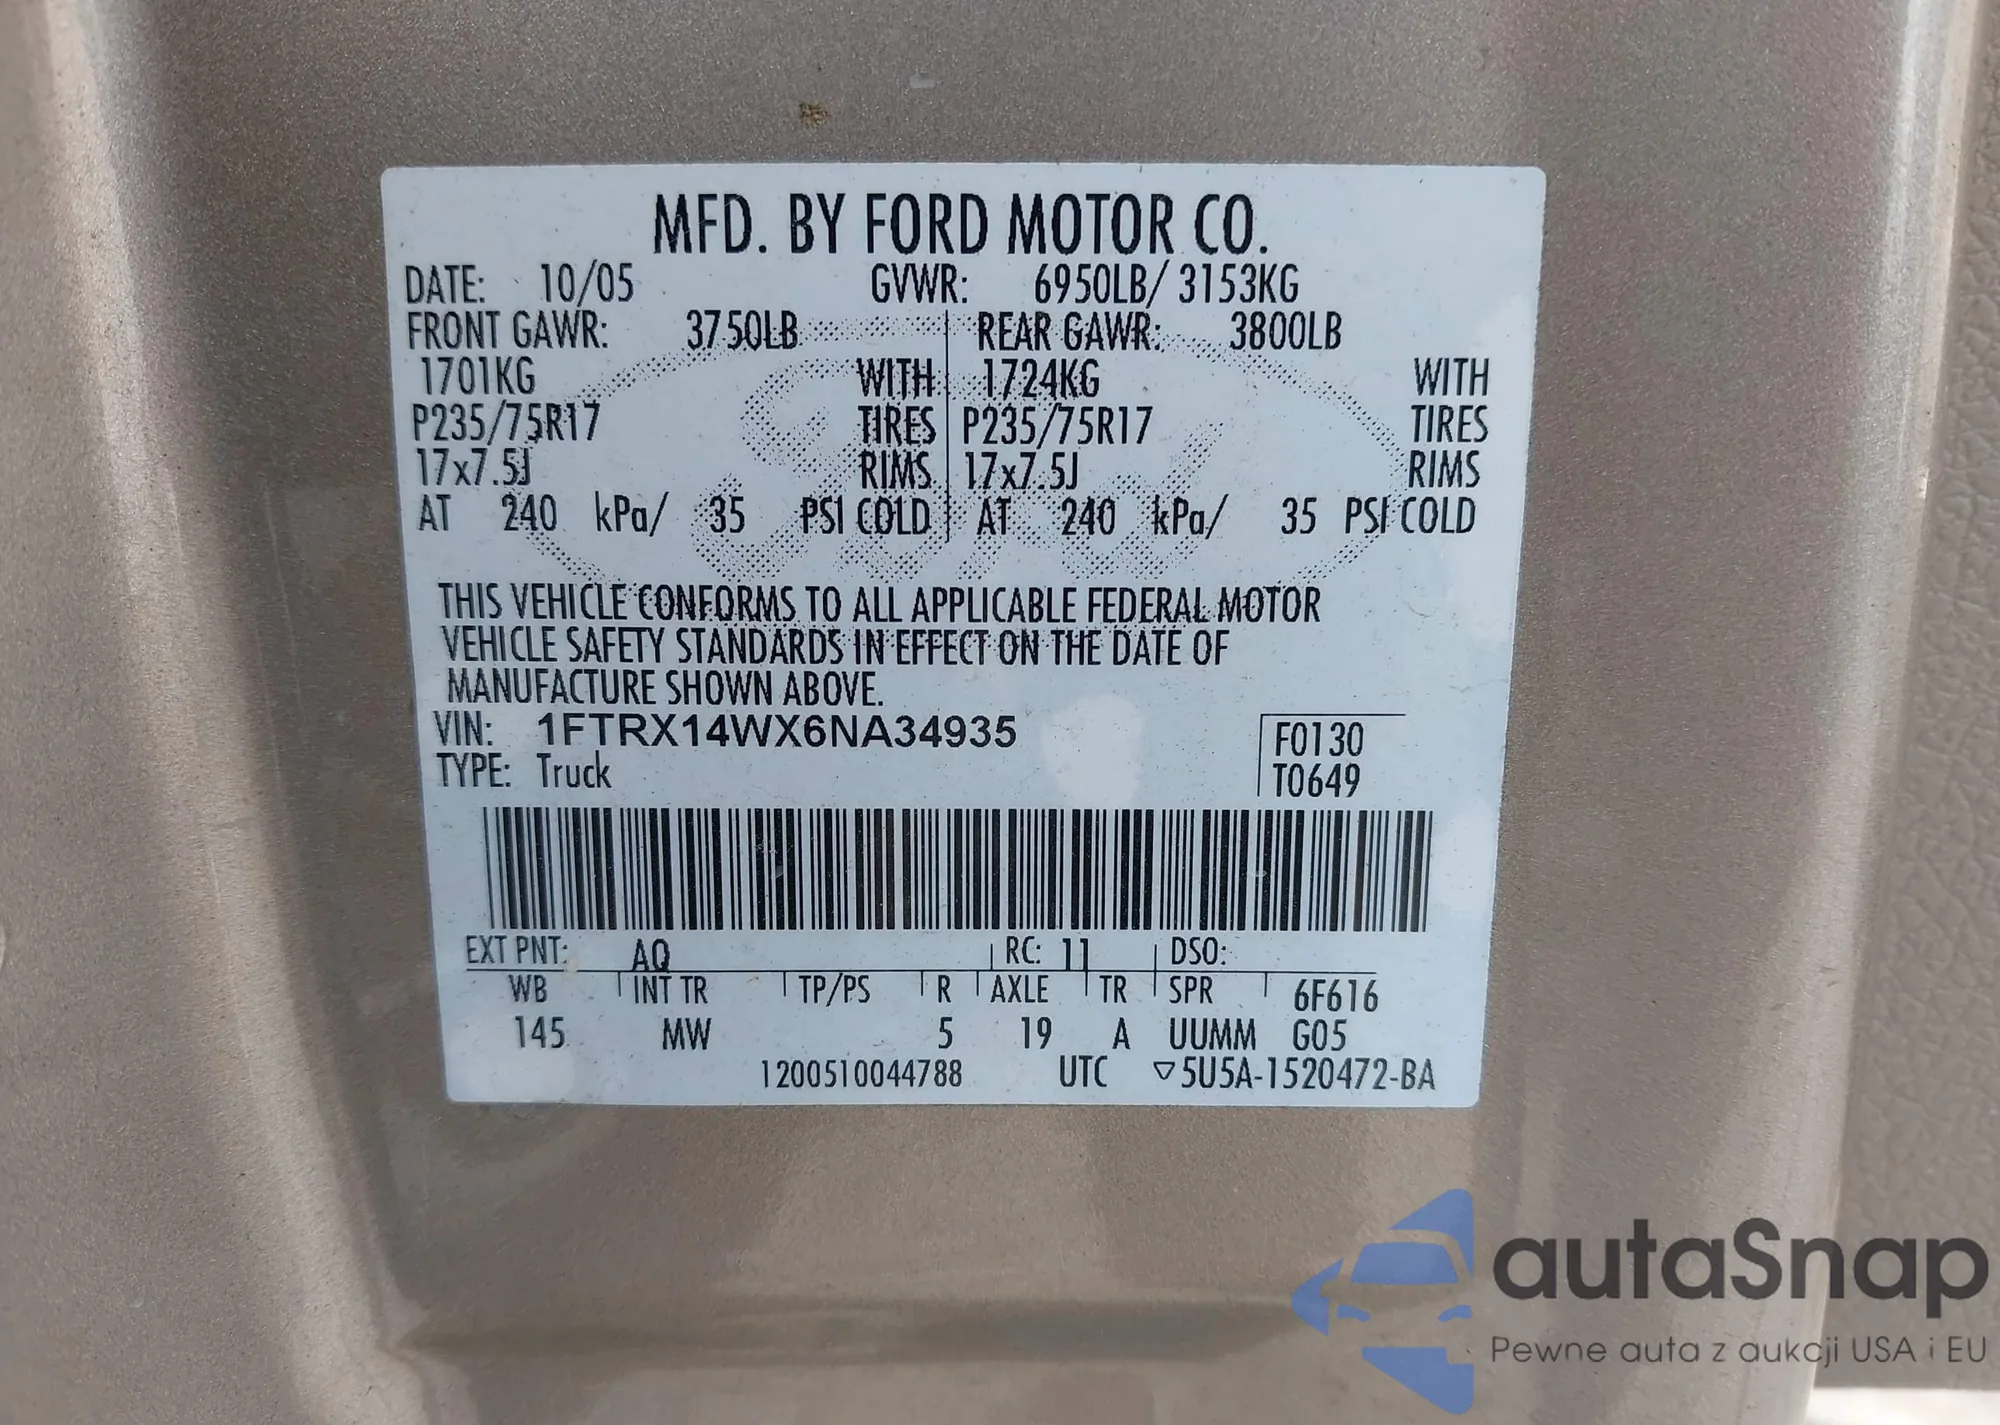 MFD. BY FORD MOTOR CO.
DATE: 10/05 GVWR: 6950LB/ 3153KG
FRONT GAWR: 3750LB REAR GAWR: 3800LB
1701KG WITH 1724KG WITH
P235/75R17 TIRES P235/75R17 TIRES
17x7.5J RIMS 17x7.5J RIMS
AT 240 kPa/ 35 PSI COLD AT 240 kPa/ 35 PSI COLD
THIS VEHICLE CONFORMS TO ALL APPLICABLE FEDERAL MOTOR
VEHICLE SAFETY STANDARDS IN EFFECT ON THE DATE OF
MANUFACTURE SHOWN ABOVE.
VIN: 1FTRX14WX6NA34935 F0130
TYPE: Truck T0649
EXT PNT: AQ RC: 11 DSO:
WB INT TR TP/PS R AXLE TR SPR 6F616
145 MW 5 19 A UUMM G05
1200510044788 UTC ▽5U5A-1520472-BA
autaSnap
Pewne auta z aukcji USA i EU